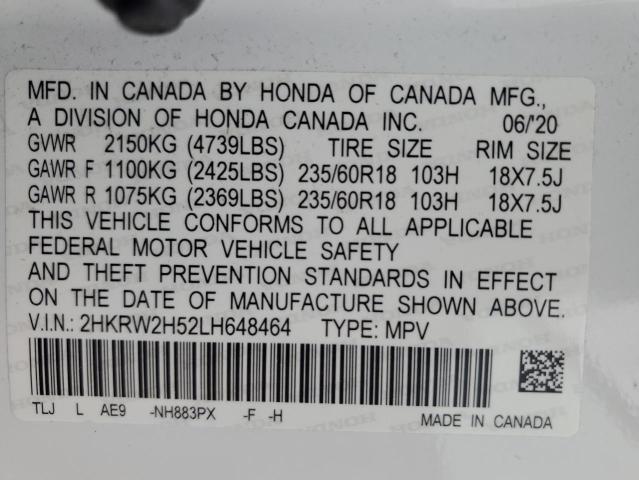 MFD. IN CANADA BY HONDA OF CANADA MFG.,
A DIVISION OF HONDA CANADA INC. 06/20
GVWR 2150KG (4739LBS) TIRE SIZE RIM SIZE
GAWR F 1100KG (2425LBS) 235/60R18 103H 18X7.5J
GAWR R 1075KG (2369LBS) 235/60R18 103H 18X7.5J
THIS VEHICLE CONFORMS TO ALL APPLICABLE
FEDERAL MOTOR VEHICLE SAFETY
AND THEFT PREVENTION STANDARDS IN EFFECT
ON THE DATE OF MANUFACTURE SHOWN ABOVE.
V.I.N.: 2HKRW2H52LH648464 TYPE: MPV
TLJ L AE9 -NH883PX -F -H
MADE IN CANADA